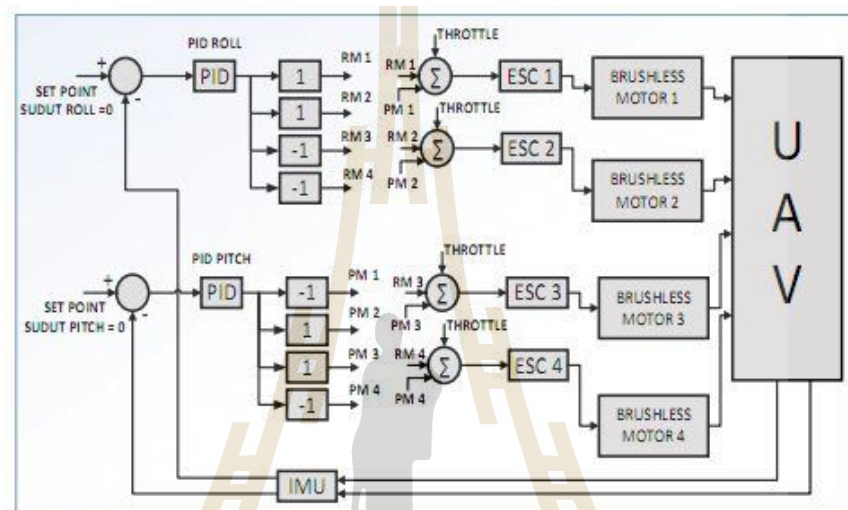 PID ROLL
SET POINT
SUDUT ROLL =0
+
-
PID
1
1
-1
-1
RM 1
RM 2
RM 3
RM 4
THROTTLE
RM 1
PM 1
Σ
ESC 1
BRUSHLESS
MOTOR 1
THROTTLE
RM 2
PM 2
Σ
ESC 2
BRUSHLESS
MOTOR 2
PID PITCH
SET POINT
SUDUT PITCH = 0
+
-
PID
-1
1
1
-1
PM 1
PM 2
PM 3
PM 4
THROTTLE
RM 3
PM 3
Σ
ESC 3
BRUSHLESS
MOTOR 3
THROTTLE
RM 4
PM 4
Σ
ESC 4
BRUSHLESS
MOTOR 4
U
A
V
IMU